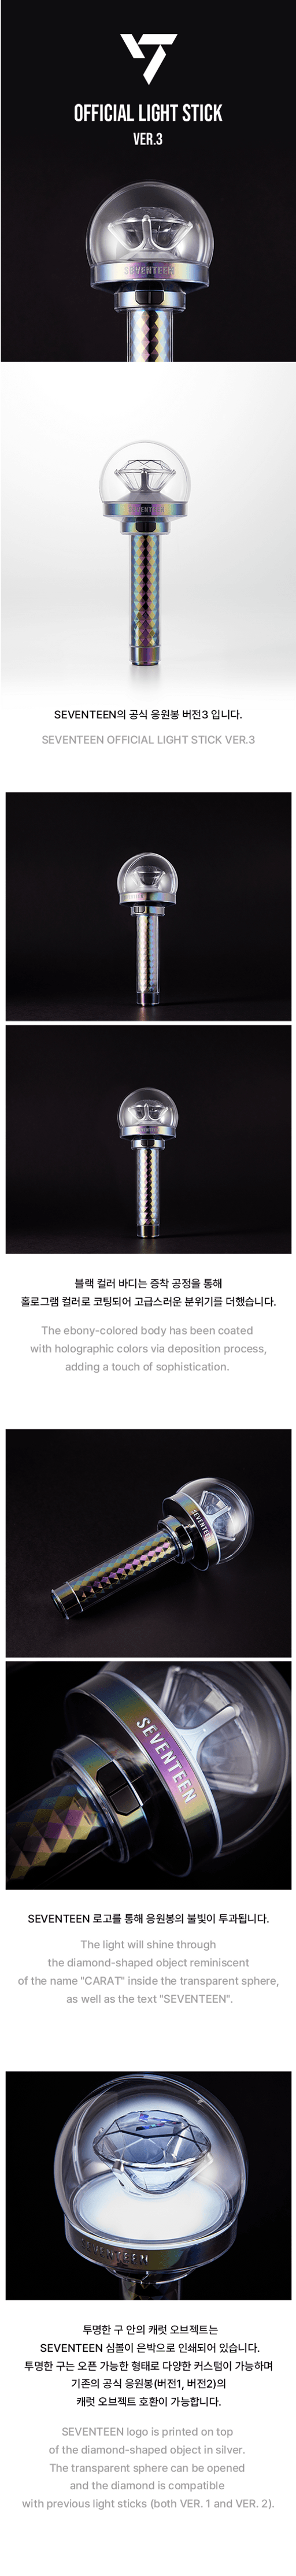 OFFICIAL LIGHT STICK
VER.3
SEVENTEEN
SEVENTEEN
SEVENTEEN의 공식 응원봉 버전3 입니다.
SEVENTEEN OFFICIAL LIGHT STICK VER.3
블랙 컬러 바디는 증착 공정을 통해
홀로그램 컬러로 코팅되어 고급스러운 분위기를 더했습니다.
The ebony-colored body has been coated
with holographic colors via deposition process,
adding a touch of sophistication.
SEVENTEEN
SEVENTEEN
SEVENTEEN 로고를 통해 응원봉의 불빛이 투과됩니다.
The light will shine through
the diamond-shaped object reminiscent
of the name "CARAT" inside the transparent sphere,
as well as the text "SEVENTEEN".
SEVENTEEN
투명한 구 안의 캐럿 오브젝트는
SEVENTEEN 심볼이 은박으로 인쇄되어 있습니다.
투명한 구는 오픈 가능한 형태로 다양한 커스텀이 가능하며
기존의 공식 응원봉(버전1, 버전2)의
캐럿 오브젝트 호환이 가능합니다.
SEVENTEEN logo is printed on top
of the diamond-shaped object in silver.
The transparent sphere can be opened
and the diamond is compatible
with previous light sticks (both VER. 1 and VER. 2).